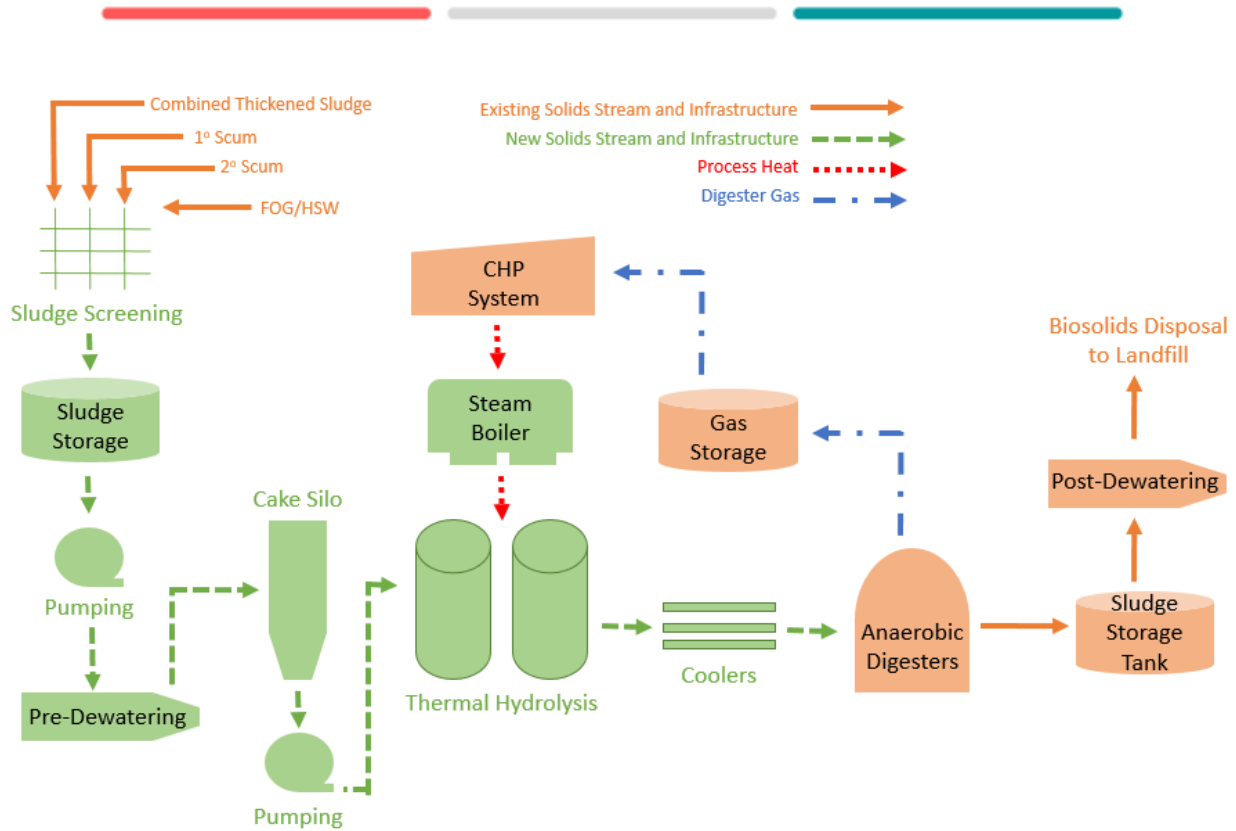 Combined Thickened Sludge
1o Scum
2o Scum
FOG/HSW
Existing Solids Stream and Infrastructure
New Solids Stream and Infrastructure
Process Heat
Digester Gas
Sludge Screening
Sludge
Storage
Pumping
Pre-Dewatering
Cake Silo
Pumping
CHP
System
Steam
Boiler
Thermal Hydrolysis
Coolers
Gas
Storage
Anaerobic
Digesters
Sludge
Storage
Tank
Post-Dewatering
Biosolids Disposal
to Landfill